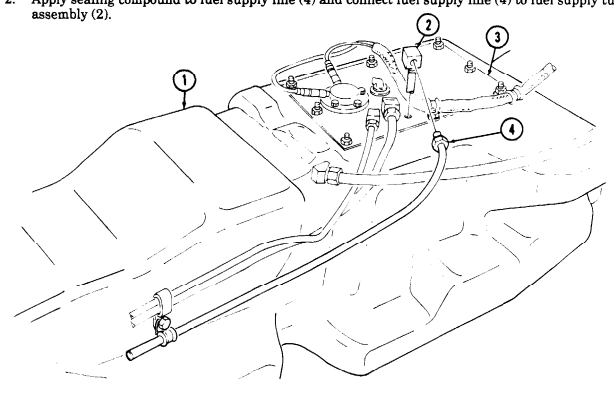 2. Apply sealing compound to fuel supply line (4) and connect fuel supply line (4) to fuel supply
assembly (2).
2
3
1
4